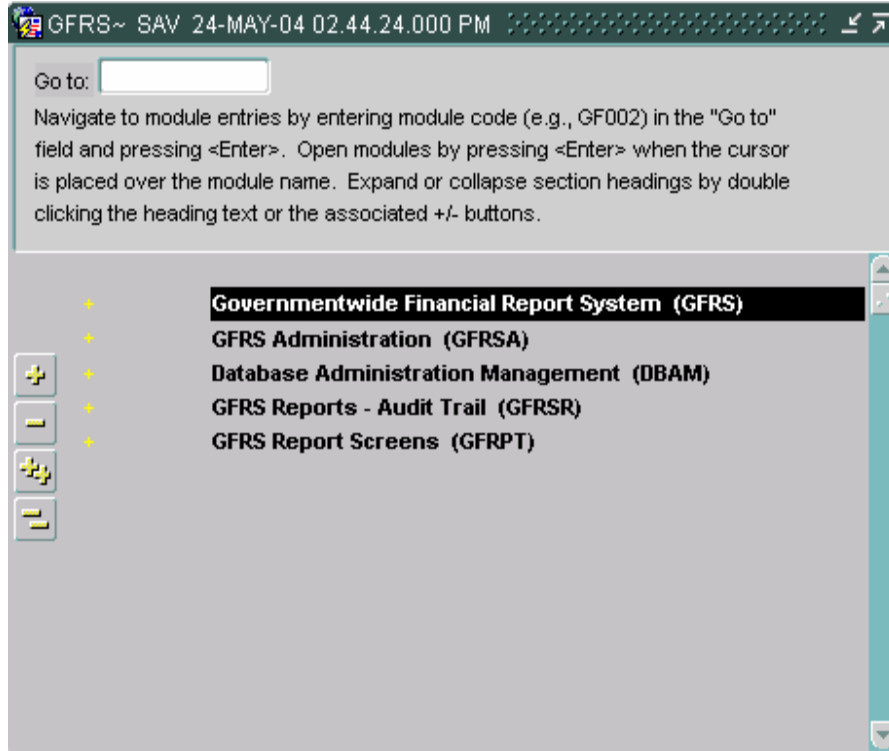 GFRS~ SAV 24-MAY-04 02.44.24.000 PM
Go to:
Navigate to module entries by entering module code (e.g., GF002) in the "Go to"
field and pressing <Enter>. Open modules by pressing <Enter> when the cursor
is placed over the module name. Expand or collapse section headings by double
clicking the heading text or the associated +/- buttons.
+ Governmentwide Financial Report System (GFRS)
+ GFRS Administration (GFRSA)
+ Database Administration Management (DBAM)
+ GFRS Reports - Audit Trail (GFRSR)
+ GFRS Report Screens (GFRPT)